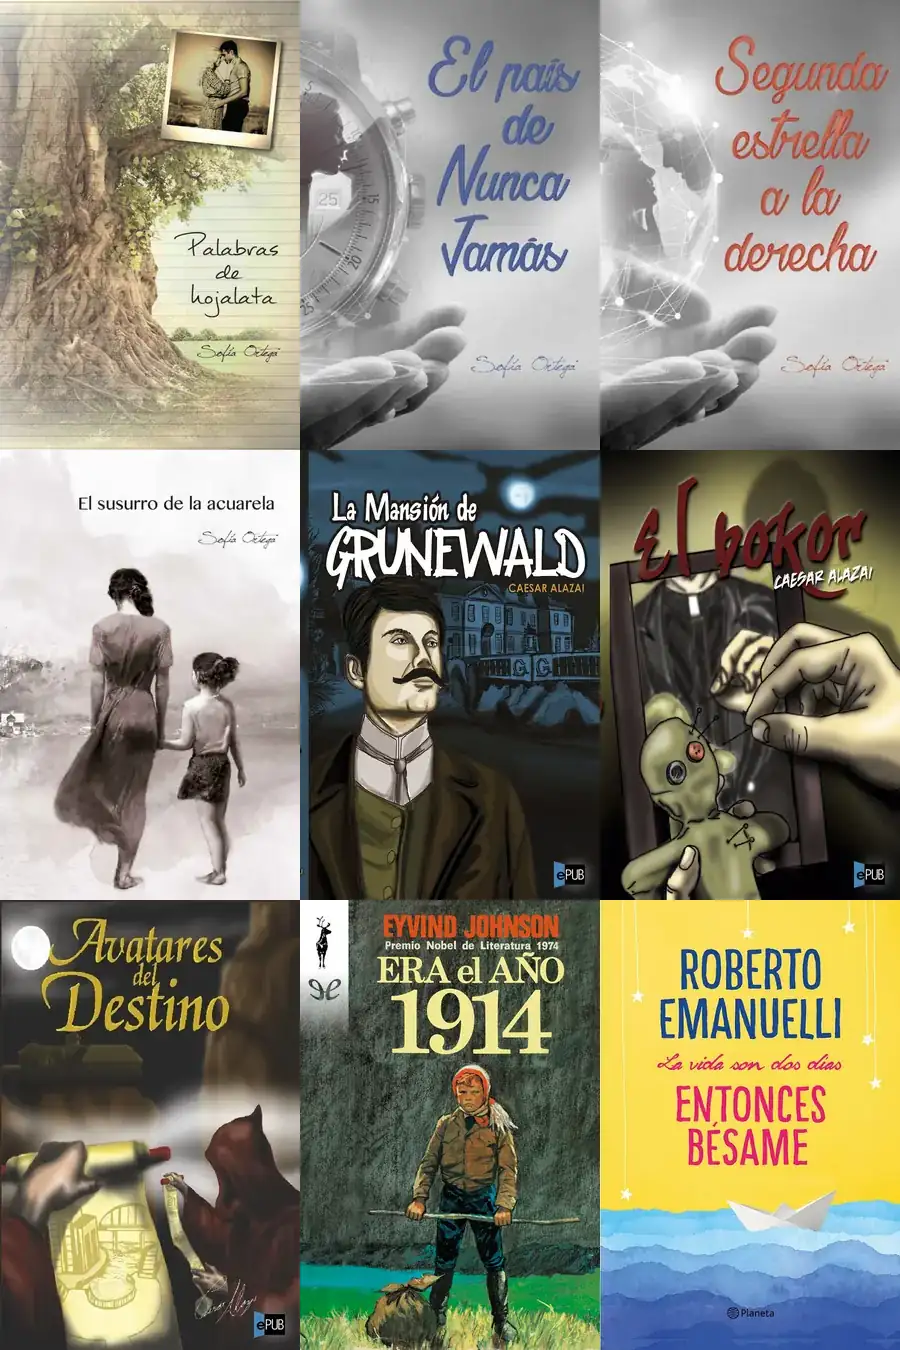 Palabras
de
hojalata
Sofía Ortega
El país
de
Nunca
Jamás
Sofía Ortega
Segunda
estrella
a la
derecha
Sofía Ortega
El susurro de la acuarela
Sofía Ortega
La Mansión de
GRUNEWALD
CAESAR ALAZAI
G G
ePUB
El bokor
CAESAR ALAZAI
ePUB
Avatares
del
Destino
ePUB
EYVIND JOHNSON
Premio Nobel de Literatura 1974
ERA el AÑO
1914
ROBERTO
EMANUELLI
La vida son dos días
ENTONCES
BÉSAME
Planeta